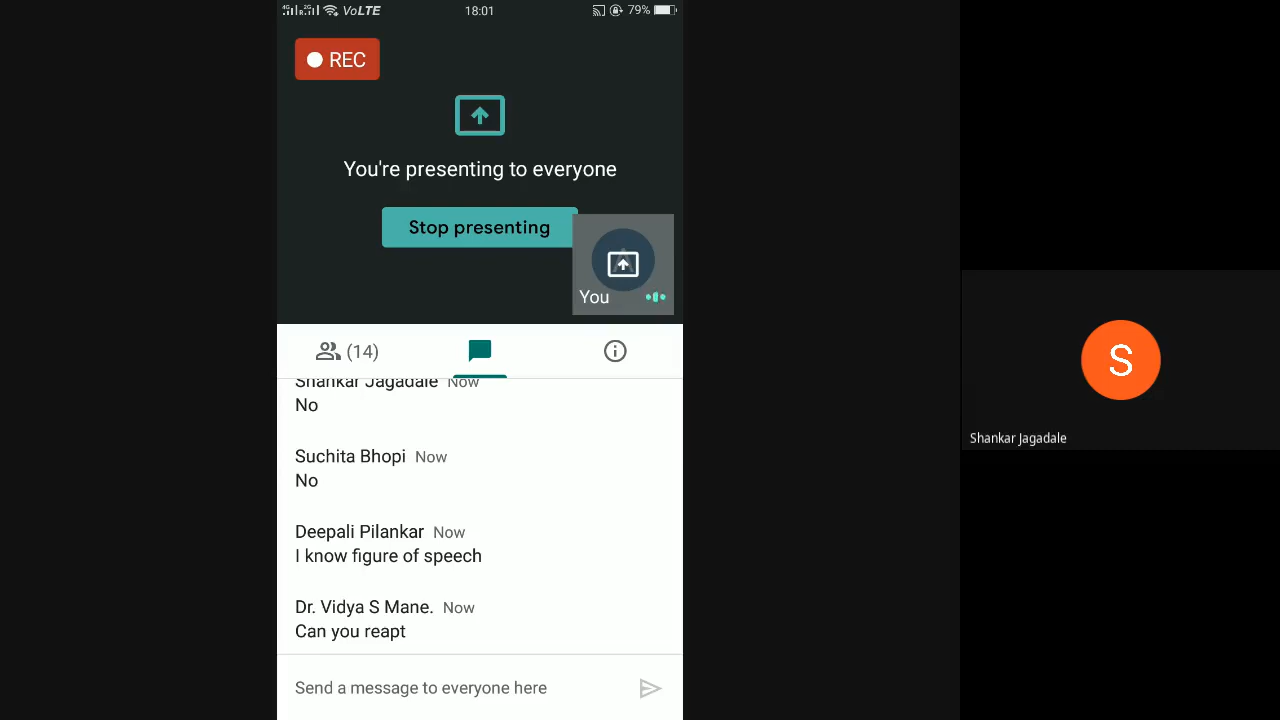 4G 2G R VoLTE 18:01 79%
REC
You're presenting to everyone
Stop presenting
You
(14)
Shankar Jagadale Now
No
Suchita Bhopi Now
No
Deepali Pilankar Now
I know figure of speech
Dr. Vidya S Mane. Now
Can you reapt
Send a message to everyone here
S
Shankar Jagadale